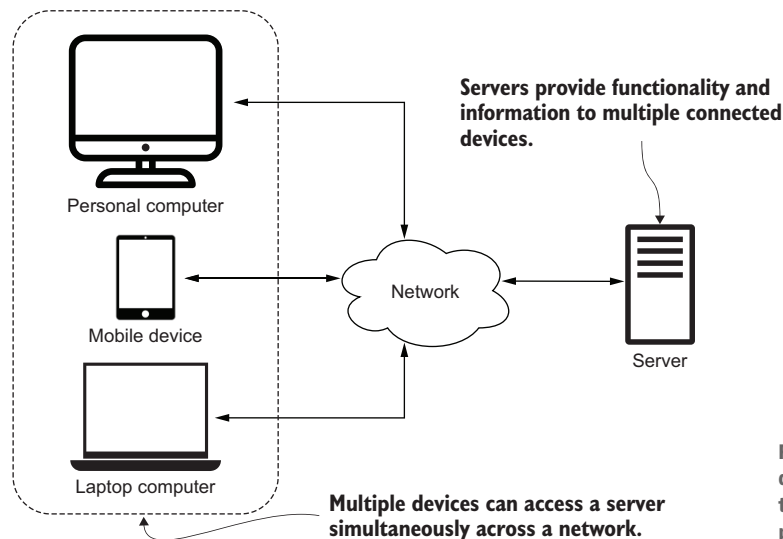 Servers provide functionality and
information to multiple connected
devices.
Personal computer
Network
Mobile device
Server
Laptop computer
Multiple devices can access a server
simultaneously across a network.